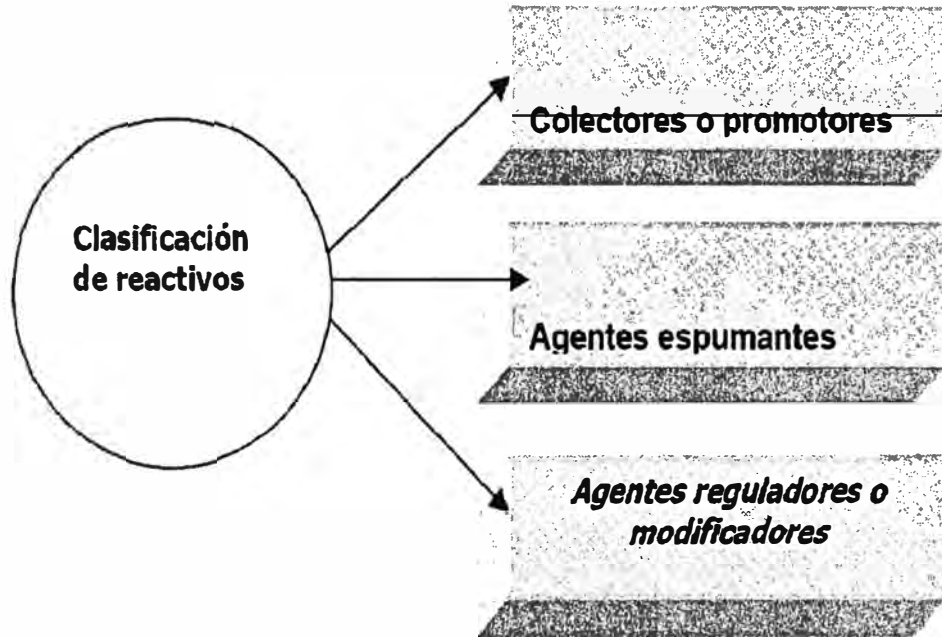 Clasificación
de reactivos
Colectores o promotores
Agentes espumantes
Agentes reguladores o
modificadores